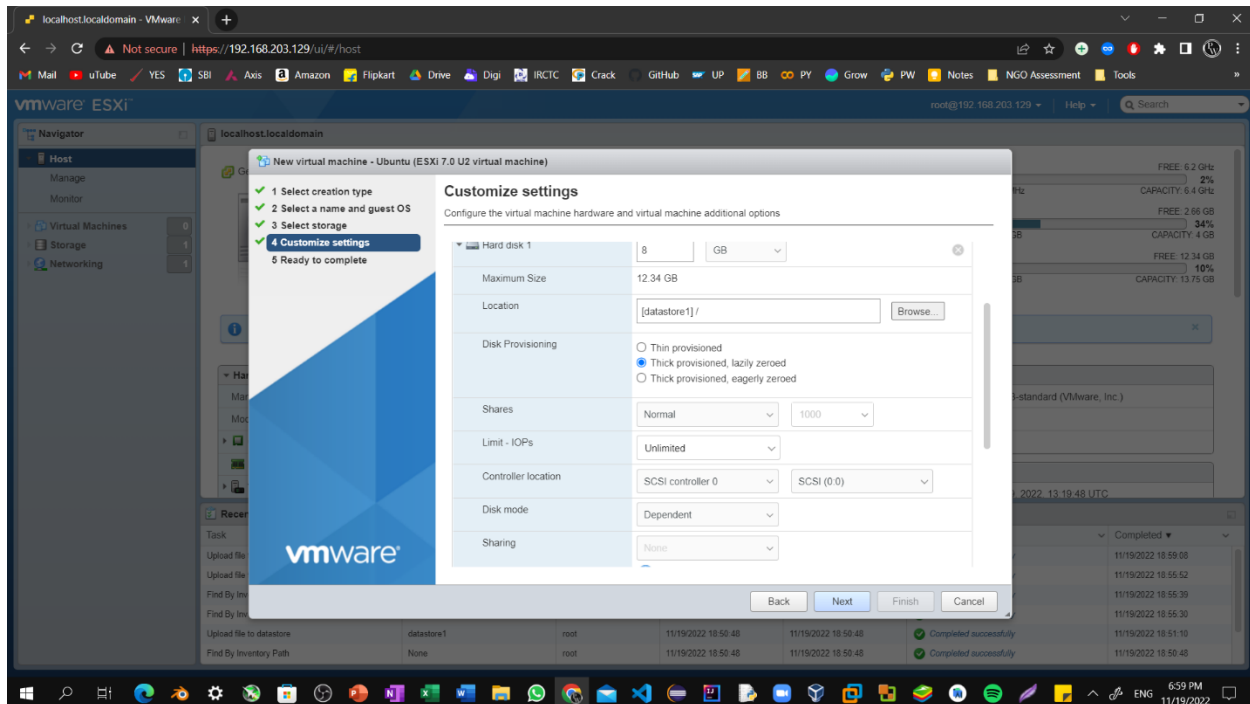 localhost.localdomain - VMware
Not secure | https://192.168.203.129/ui/#/host
Mail uTube YES SBI Axis Amazon Flipkart Drive Digi IRCTC Crack GitHub UP BB PY Grow PW Notes NGO Assessment Tools »
vmware ESXi™ root@192.168.203.129 Help Search
Navigator localhost.localdomain
Host
Manage
Monitor
Virtual Machines 0
Storage 1
Networking 1
FREE: 6.2 GHz
2%
CAPACITY: 6.4 GHz
FREE: 2.66 GB
34%
CAPACITY: 4 GB
FREE: 12.34 GB
10%
CAPACITY: 13.75 GB
New virtual machine - Ubuntu (ESXi 7.0 U2 virtual machine)
1 Select creation type
2 Select a name and guest OS
3 Select storage
4 Customize settings
5 Ready to complete
vmware®
Customize settings
Configure the virtual machine hardware and virtual machine additional options
Hard disk 1 8 GB
Maximum Size 12.34 GB
Location [datastore1] / Browse...
Disk Provisioning
Thin provisioned
Thick provisioned, lazily zeroed
Thick provisioned, eagerly zeroed
Shares Normal 1000
Limit - IOPs Unlimited
Controller location SCSI controller 0 SCSI (0:0)
Disk mode Dependent
Sharing None
Back Next Finish Cancel
-standard (VMware, Inc.)
2022, 13:19:48 UTC
Task Completed ▼
Upload file 11/19/2022 18:59:08
Upload file 11/19/2022 18:55:52
Find By Inv 11/19/2022 18:55:39
Find By Inv 11/19/2022 18:55:30
Upload file to datastore datastore1 root 11/19/2022 18:50:48 11/19/2022 18:50:48 Completed successfully 11/19/2022 18:51:10
Find By Inventory Path None root 11/19/2022 18:50:48 11/19/2022 18:50:48 Completed successfully 11/19/2022 18:50:48
ENG 6:59 PM
11/19/2022